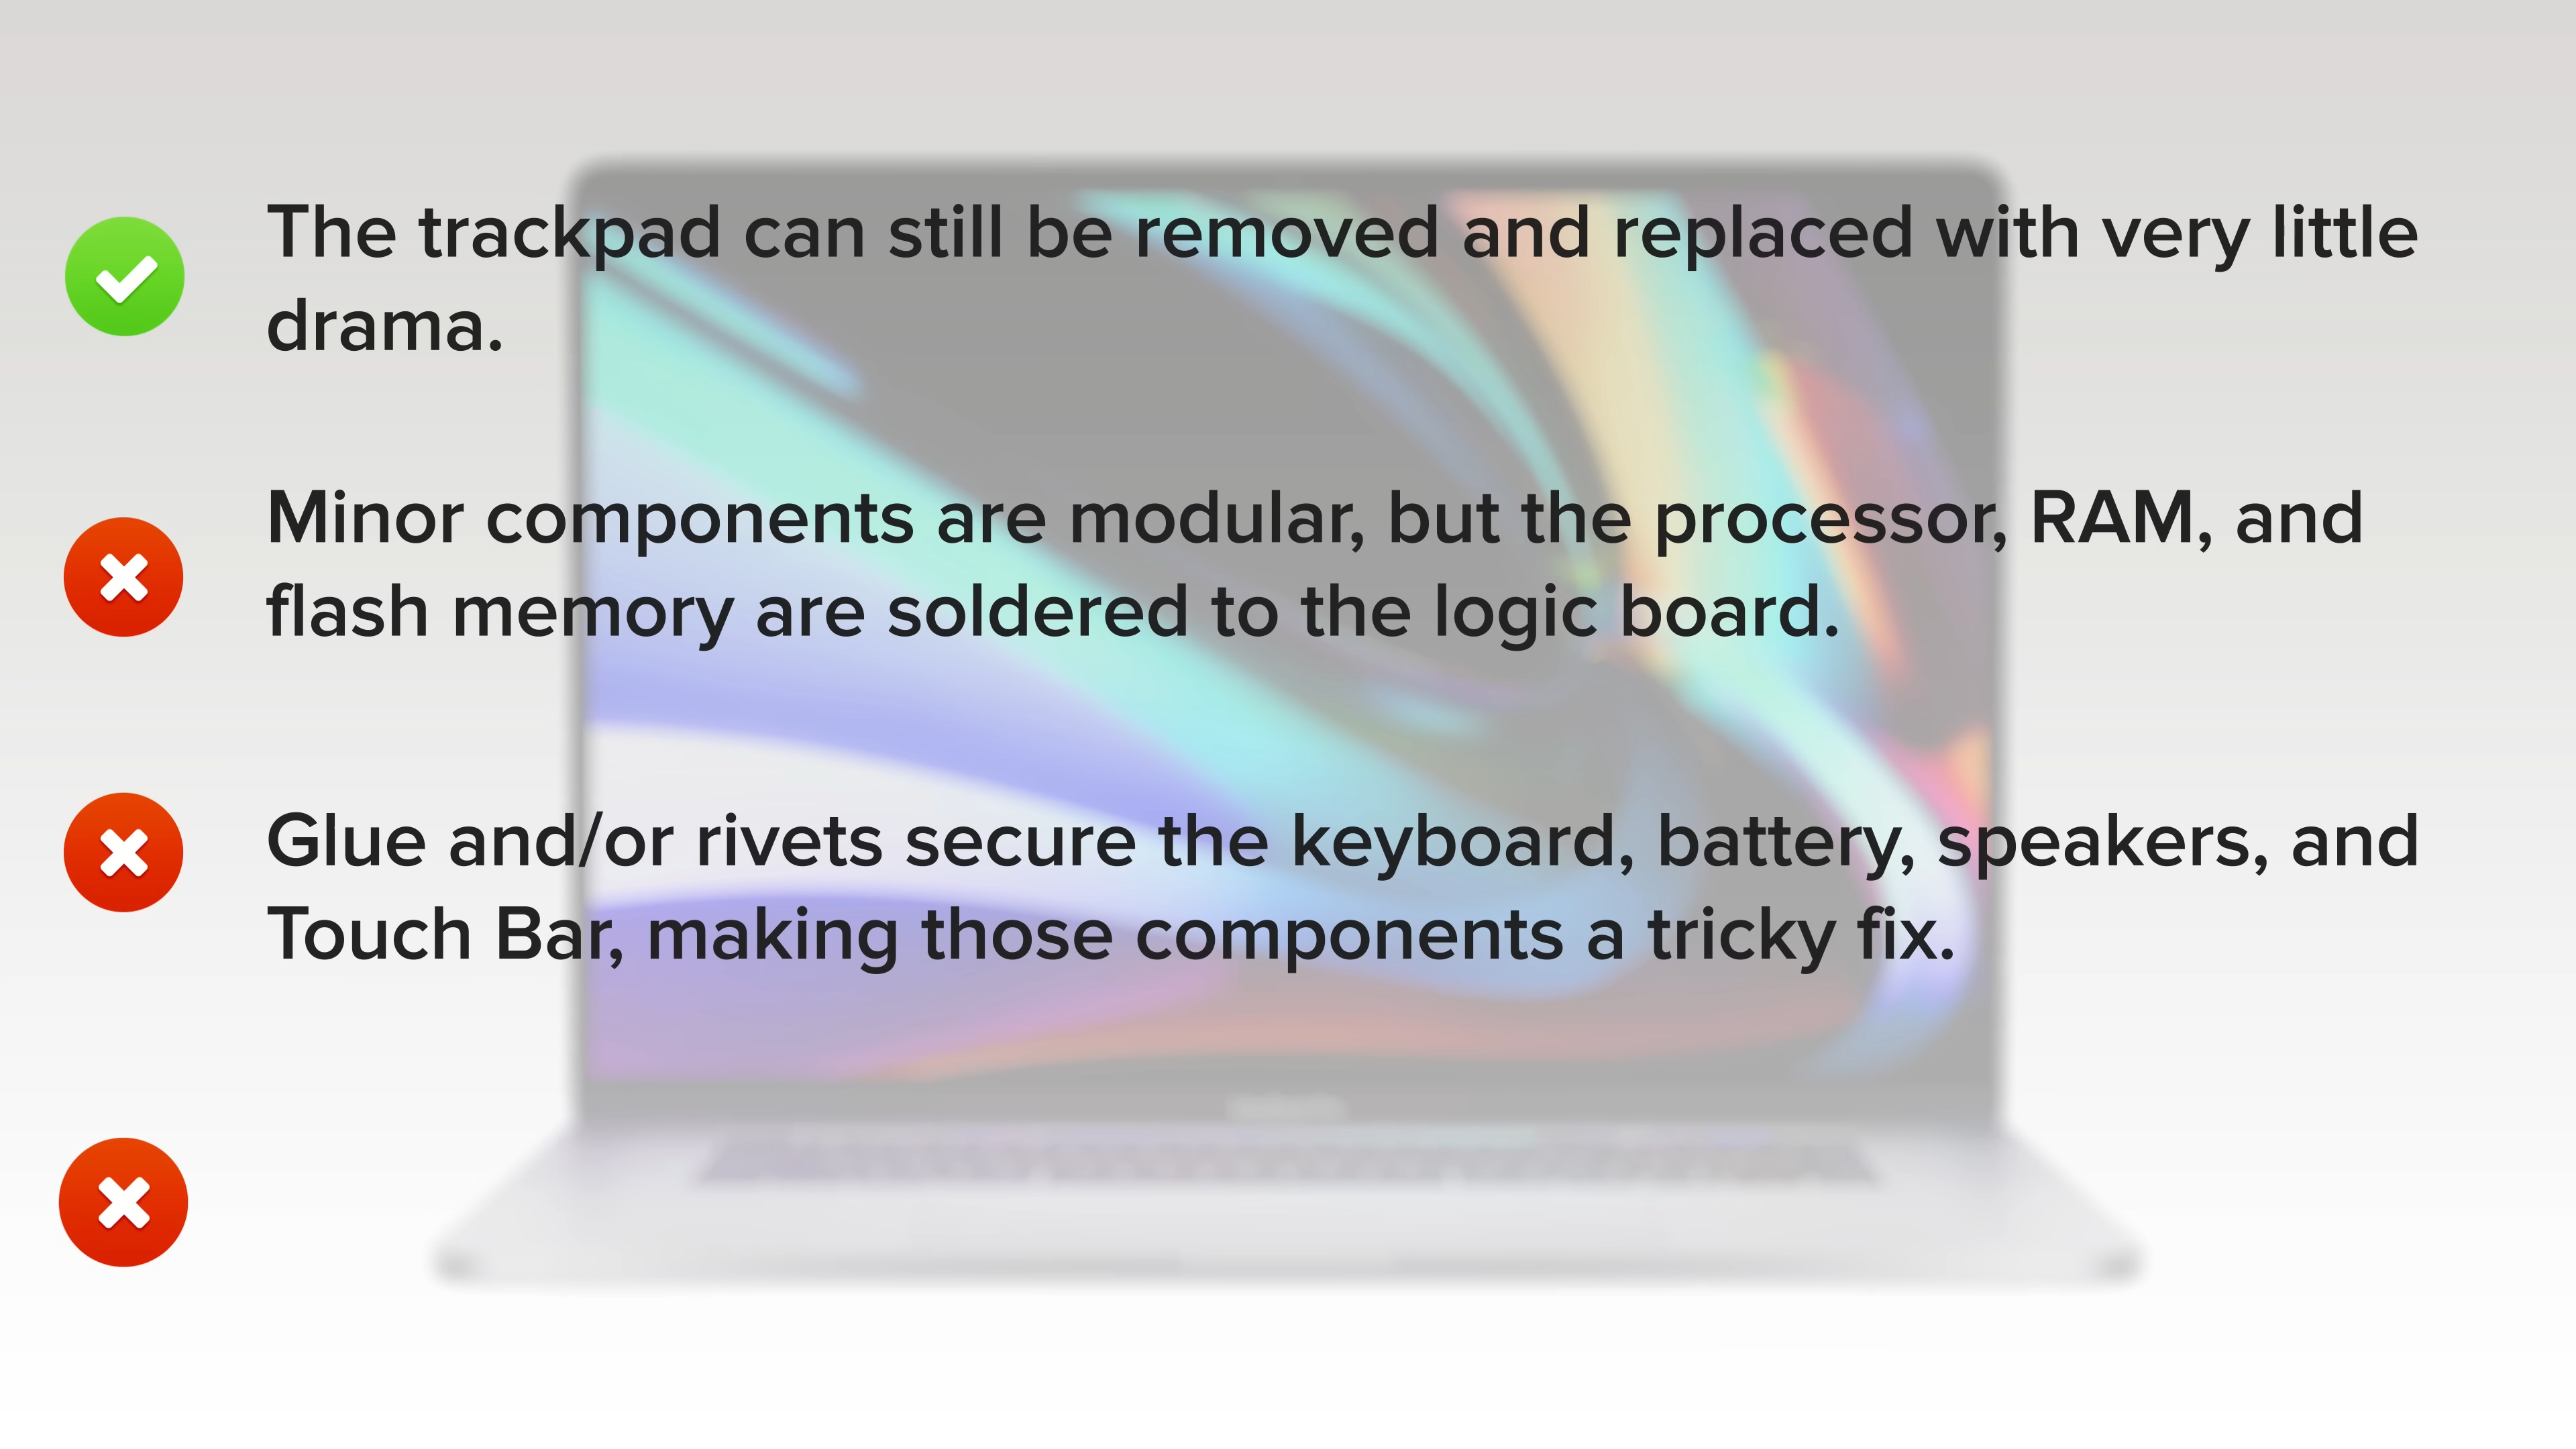 The trackpad can still be removed and replaced with very little
drama.
Minor components are modular, but the processor, RAM, and
flash memory are soldered to the logic board.
Glue and/or rivets secure the keyboard, battery, speakers, and
Touch Bar, making those components a tricky fix.